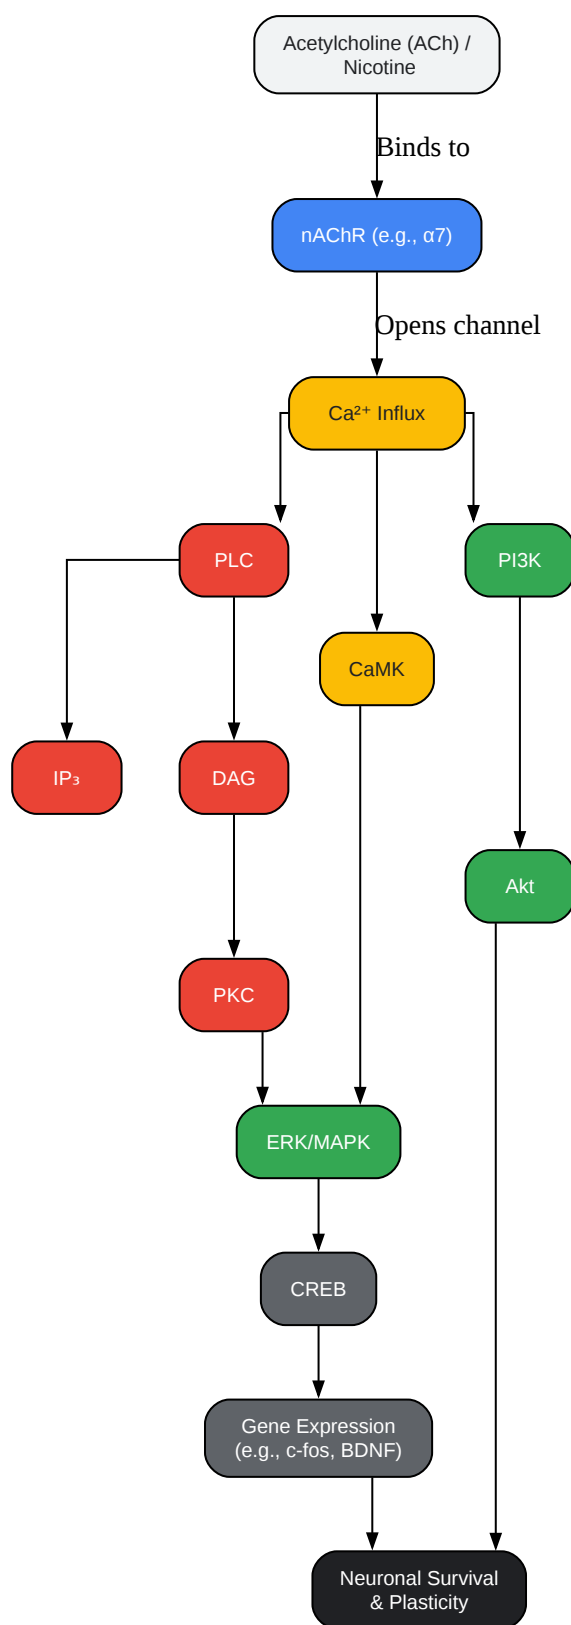 Acetylcholine (ACh) /
Nicotine
Binds to
nAChR (e.g., α7)
Opens channel
Ca²⁺ Influx
PLC
PI3K
CaMK
IP₃
DAG
Akt
PKC
ERK/MAPK
CREB
Gene Expression
(e.g., c-fos, BDNF)
Neuronal Survival
& Plasticity